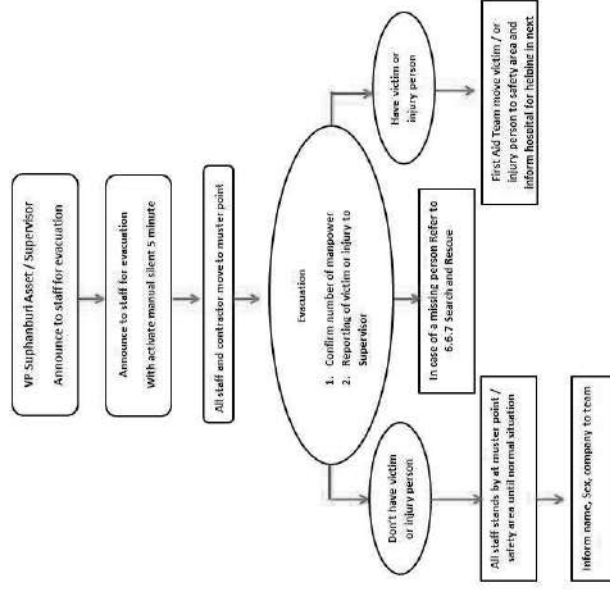 VP Suphanburi Asset / Supervisor
Announce to staff for evacuation
Announce to staff for evacuation
With activate manual silent 5 minute
All staff and contractor move to muster point
Evacuation
1. Confirm number of manpower
2. Reporting of victim or injury to
Supervisor
Don't have victim
or injury person
Have victim or
injury person
All staff stands by at muster point /
safety area until normal situation
In case of a missing person Refer to
6.6.7 Search and Rescue
First Aid Team move victim / or
injury person to safety area and
inform hospital for helping in next
Inform name, Sex, company to team